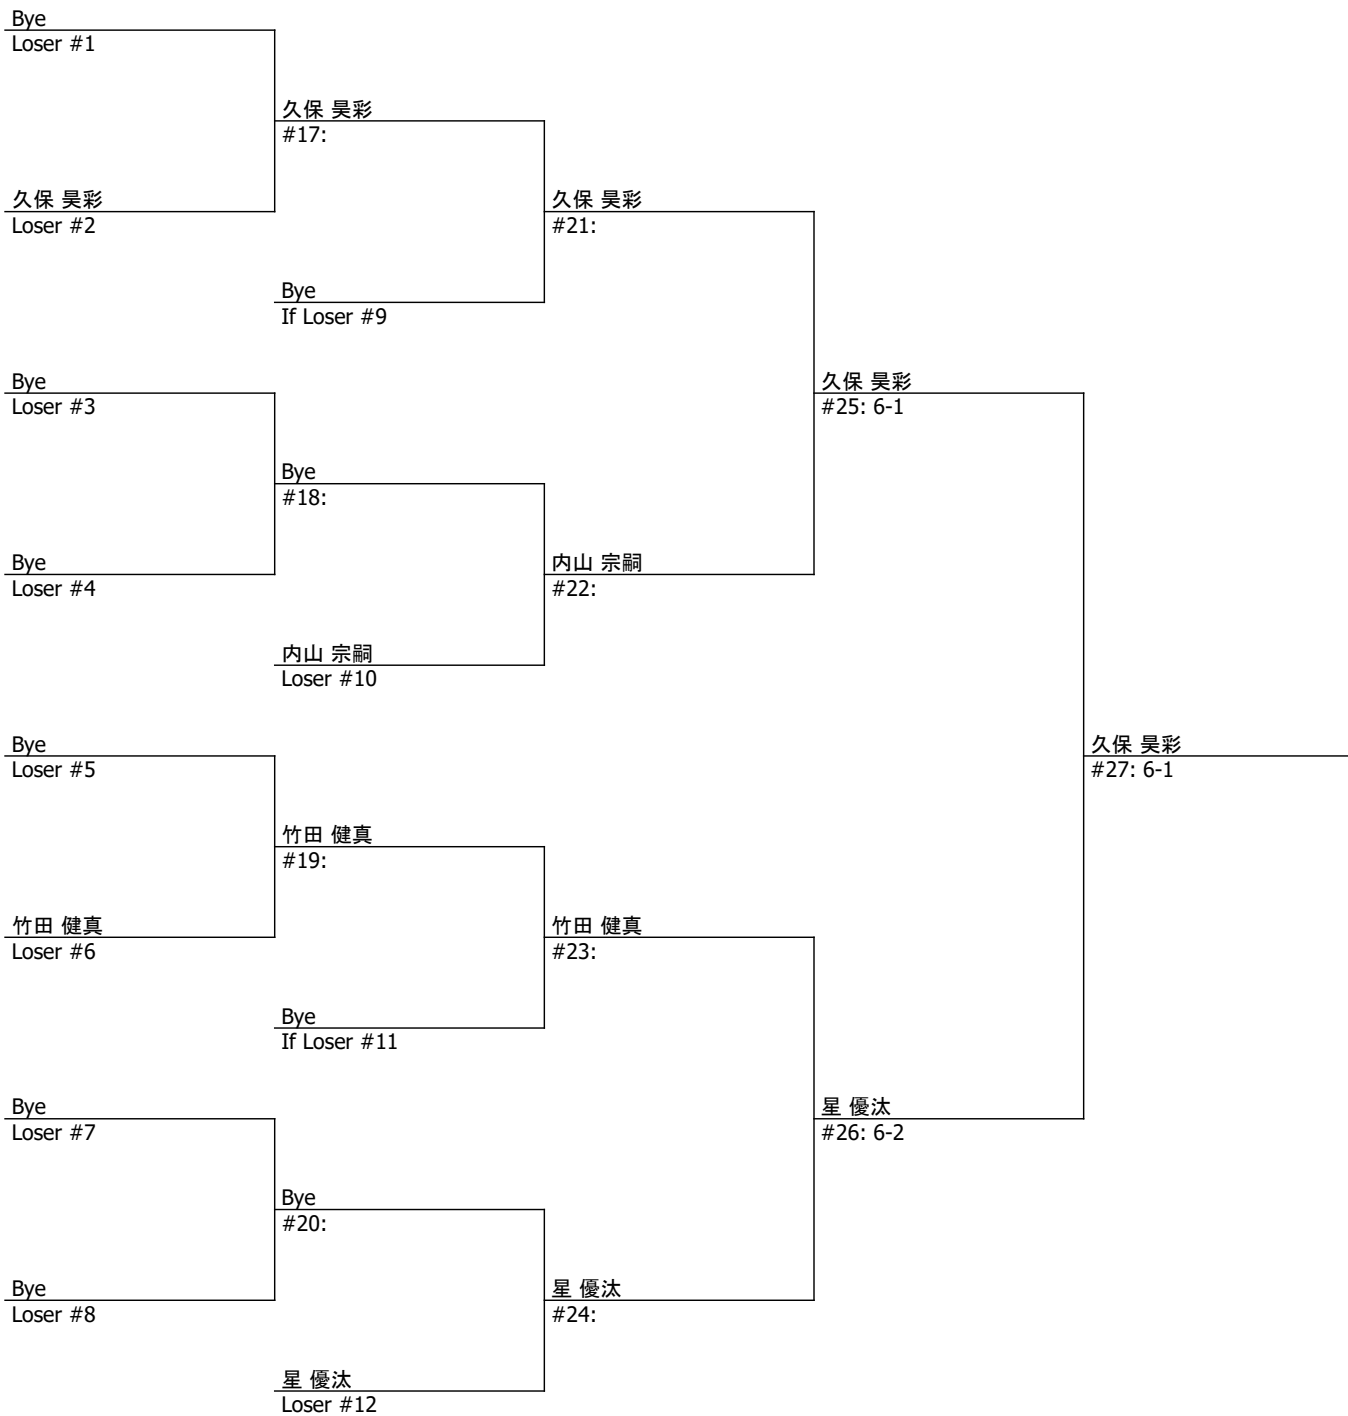 Bye
Loser #1
久保 昊彩
#17:
久保 昊彩
Loser #2
久保 昊彩
#21:
Bye
If Loser #9
Bye
Loser #3
久保 昊彩
#25: 6-1
Bye
#18:
Bye
Loser #4
内山 宗嗣
#22:
内山 宗嗣
Loser #10
Bye
Loser #5
久保 昊彩
#27: 6-1
竹田 健真
#19:
竹田 健真
Loser #6
竹田 健真
#23:
Bye
If Loser #11
Bye
Loser #7
星 優汰
#26: 6-2
Bye
#20:
Bye
Loser #8
星 優汰
#24:
星 優汰
Loser #12